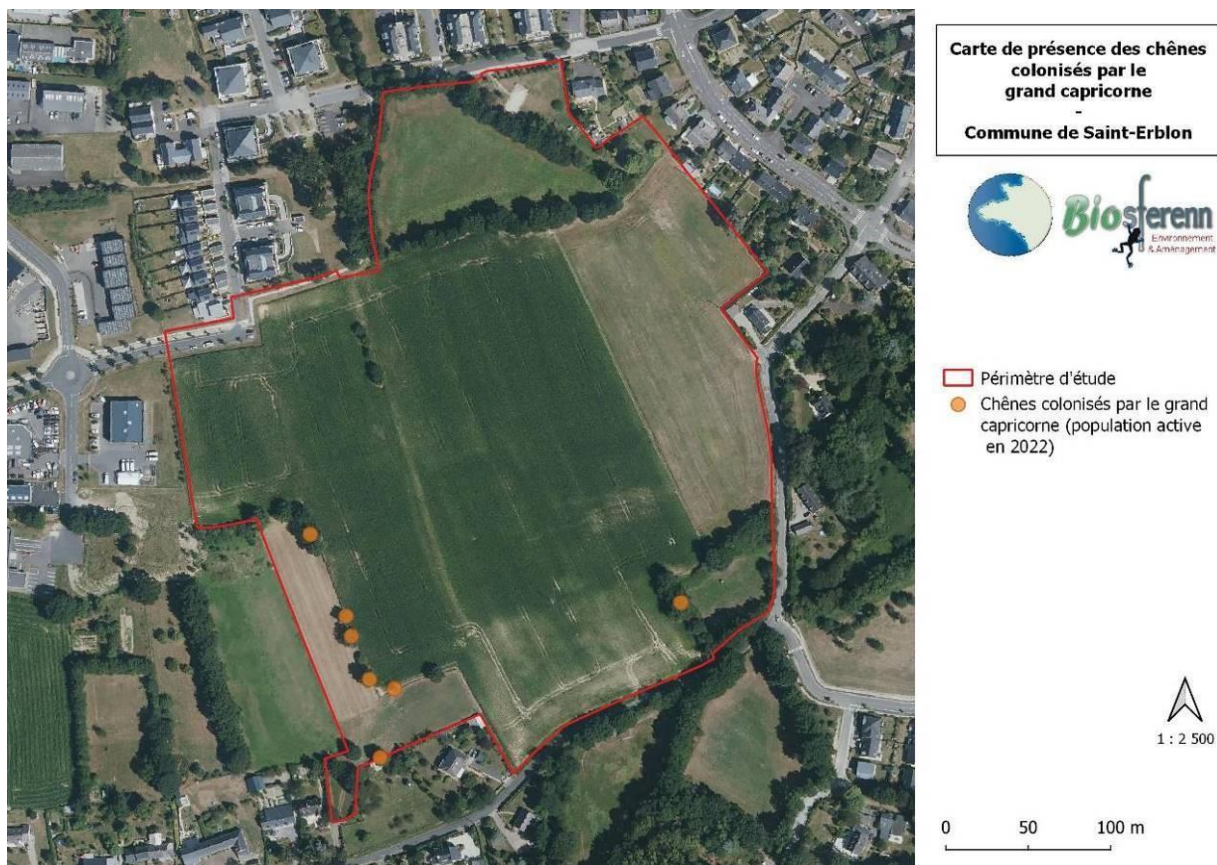 Carte de présence des chênes
colonisés par le
grand capricorne
-
Commune de Saint-Erblon
Biosferenn
Environnement
& Aménagement
Périmètre d'étude
Chênes colonisés par le grand
capricorne (population active
en 2022)
1 : 2 500
0 50 100 m